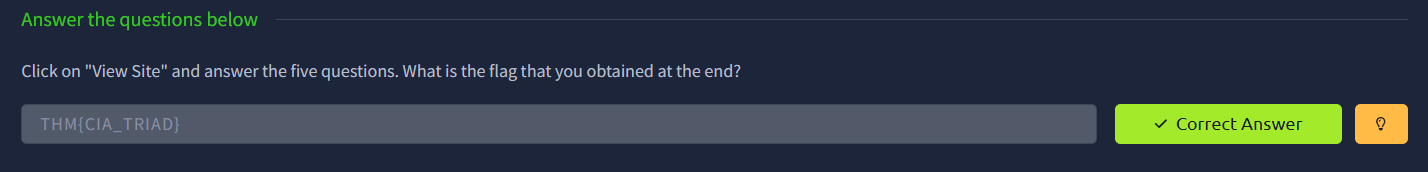 Answer the questions below
Click on "View Site" and answer the five questions. What is the flag that you obtained at the end?
THM{CIA_TRIAD}
Correct Answer